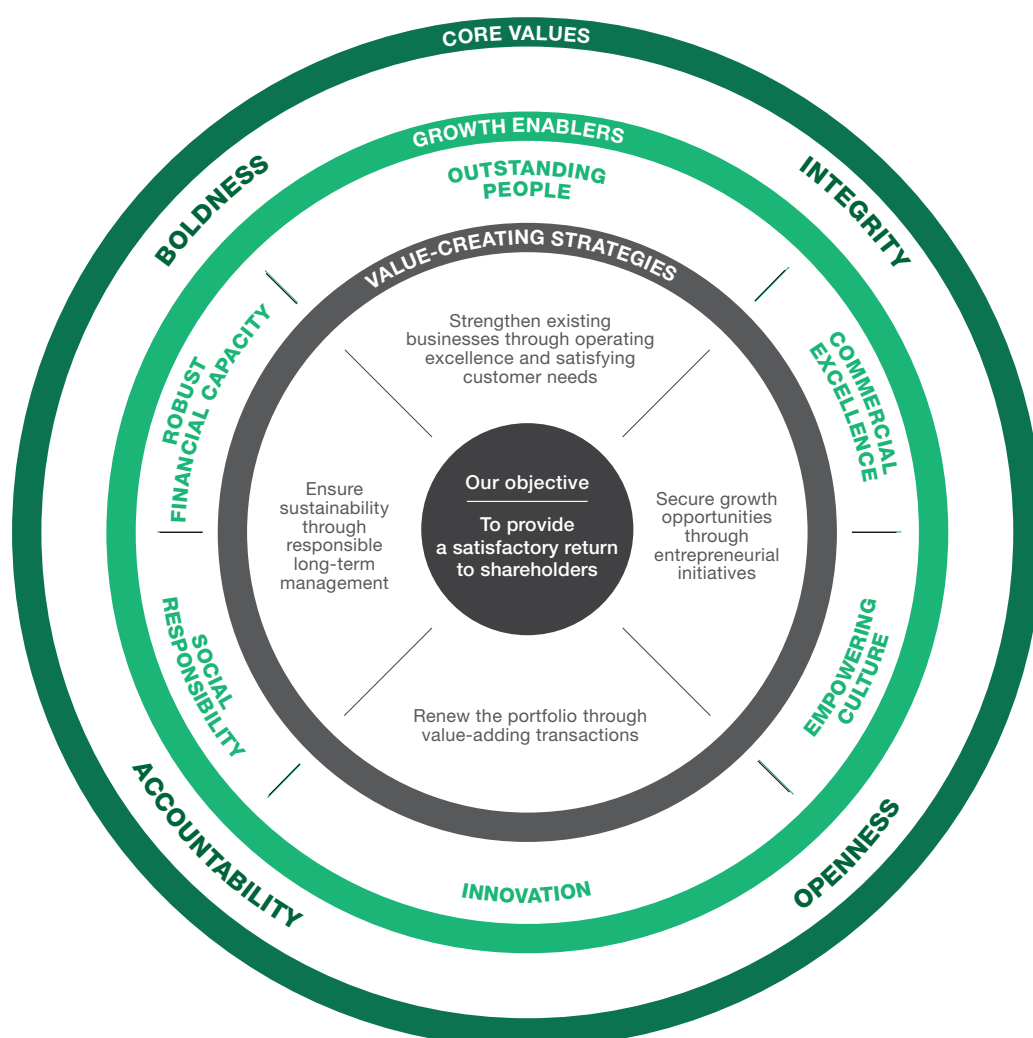 CORE VALUES
BOLDNESS
INTEGRITY
GROWTH ENABLERS
OUTSTANDING
PEOPLE
VALUE-CREATING STRATEGIES
ROBUST
FINANCIAL CAPACITY
COMMERCIAL
EXCELLENCE
Strengthen existing
businesses through operating
excellence and satisfying
customer needs
Ensure
sustainability
through
responsible
long-term
management
Our objective
To provide
a satisfactory return
to shareholders
Secure growth
opportunities
through
entrepreneurial
initiatives
Renew the portfolio through
value-adding transactions
SOCIAL
RESPONSIBILITY
EMPOWERING
CULTURE
INNOVATION
ACCOUNTABILITY
OPENNESS